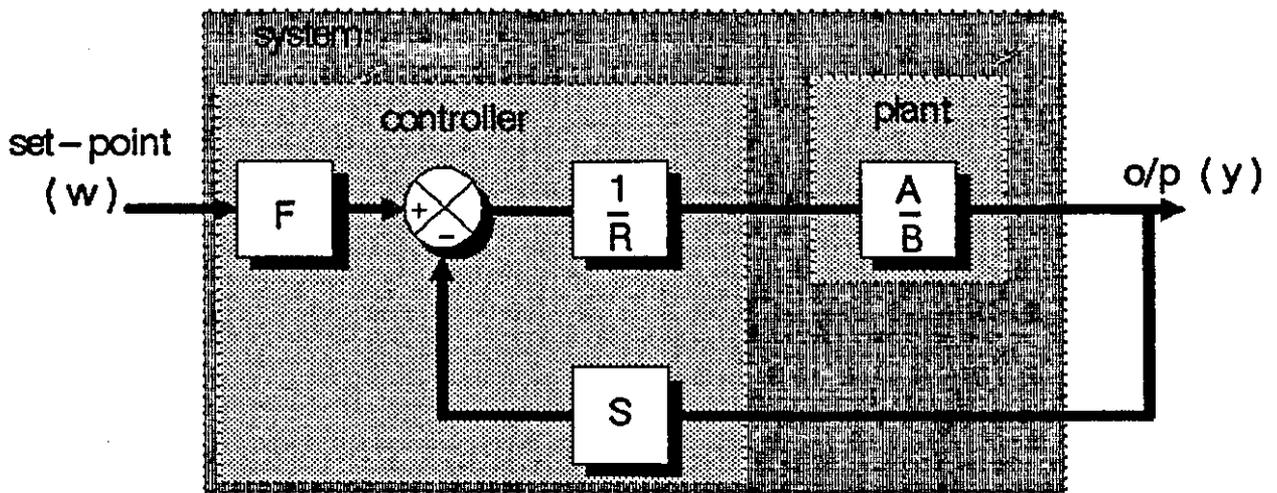 system
controller
plant
set-point
(w)
F
+
-
1
R
A
B
o/p (y)
S